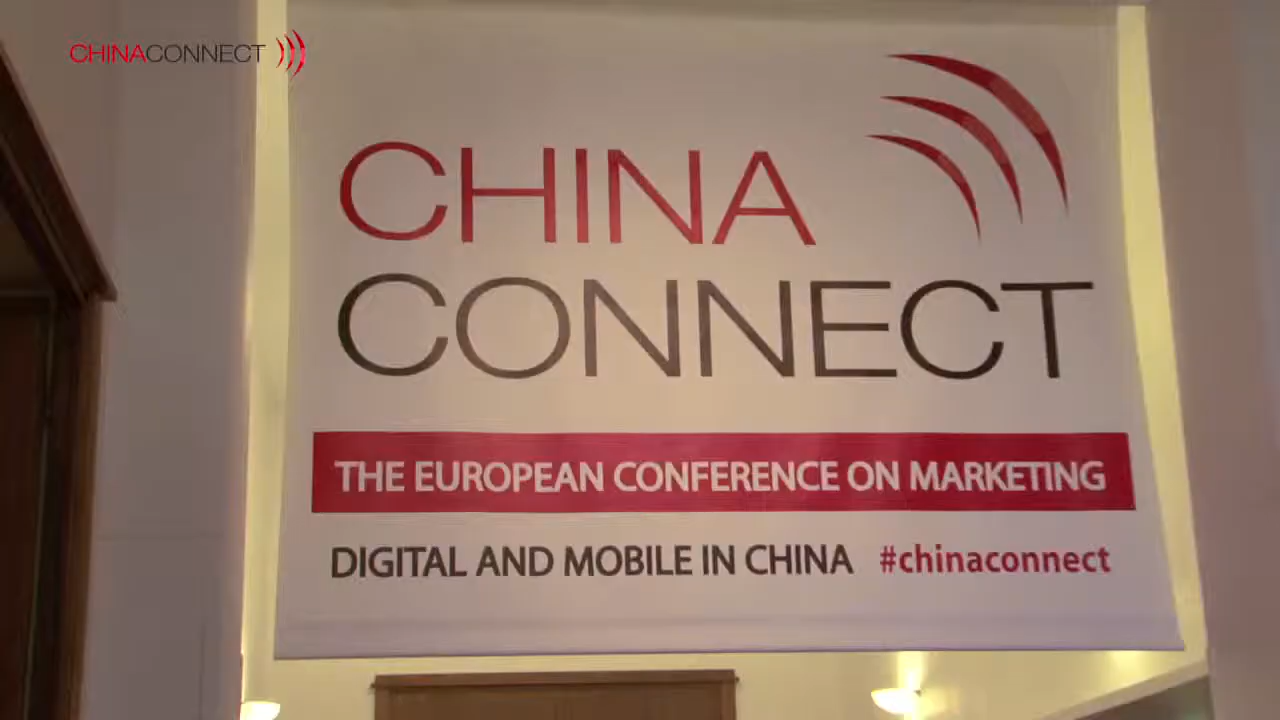 CHINACONNECT
CHINA
CONNECT
THE EUROPEAN CONFERENCE ON MARKETING
DIGITAL AND MOBILE IN CHINA #chinaconnect